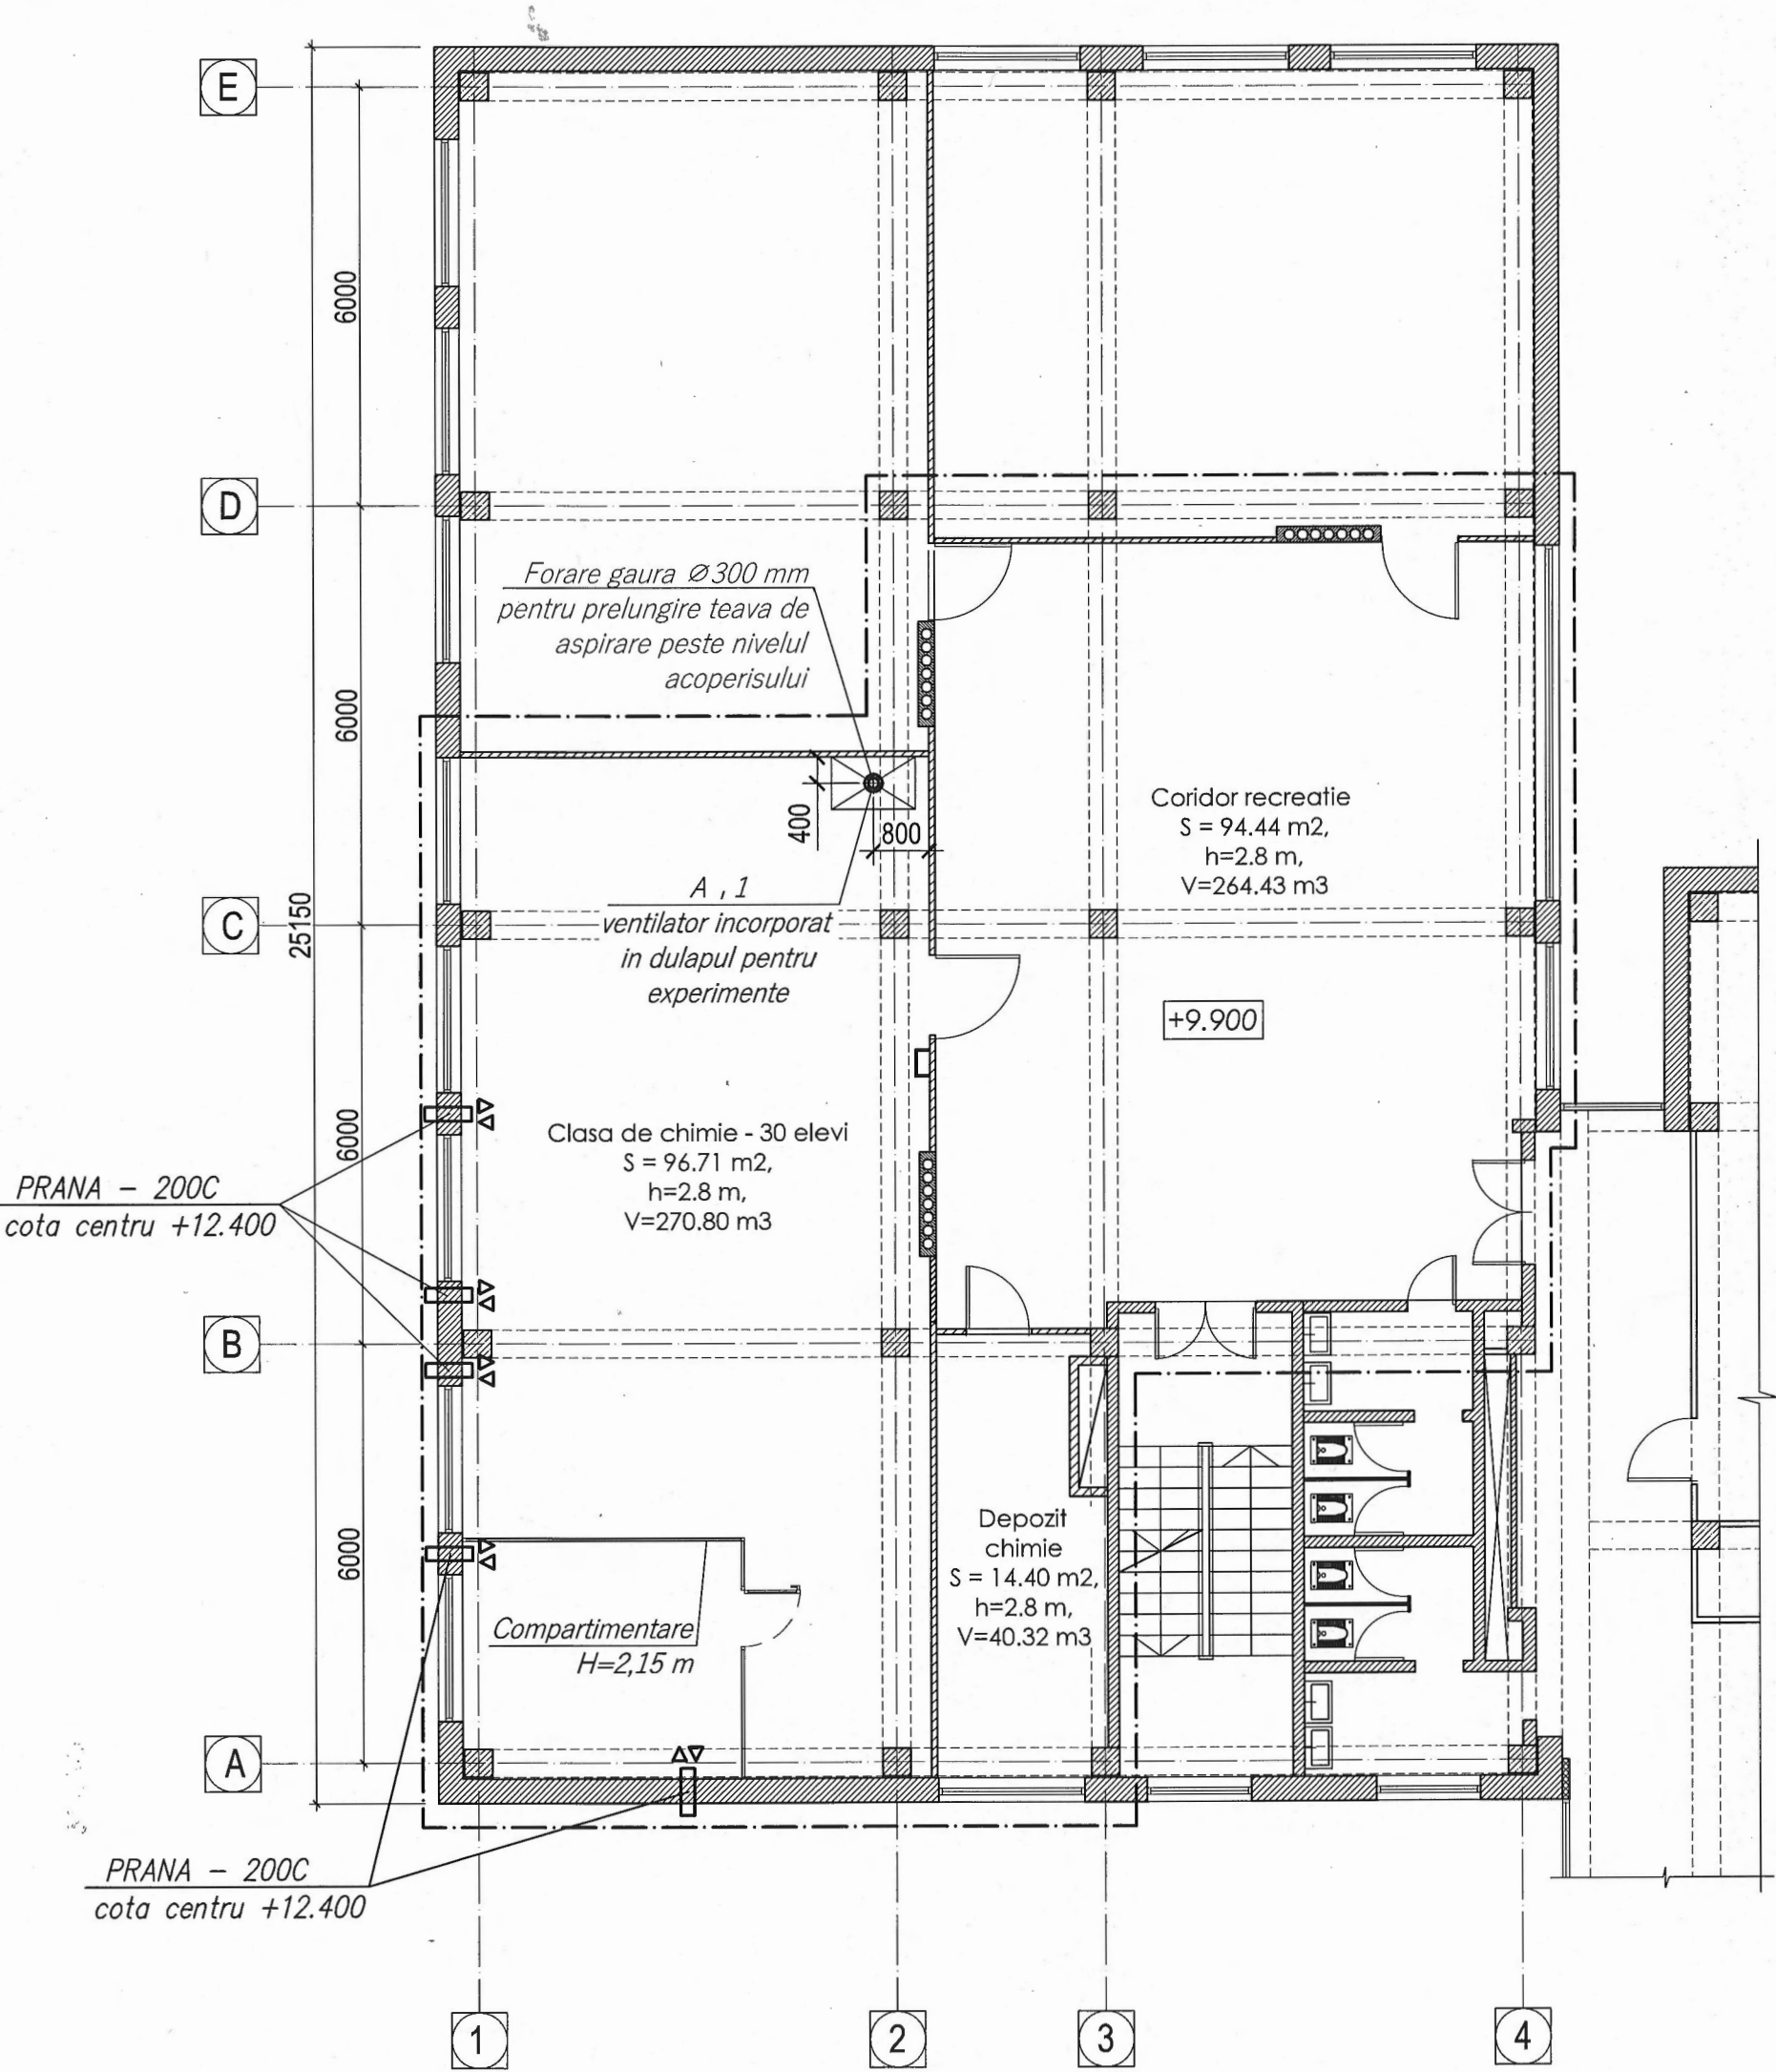 E
6000
D
Forare gaura ∅300 mm
pentru prelungire teava de
aspirare peste nivelul
acoperisului
6000
400
800
Coridor recreatie
S = 94.44 m2,
h=2.8 m,
V=264.43 m3
A , 1
ventilator incorporat
in dulapul pentru
experimente
C
25150
+9.900
6000
Clasa de chimie - 30 elevi
S = 96.71 m2,
h=2.8 m,
V=270.80 m3
PRANA - 200C
cota centru +12.400
B
6000
Depozit
chimie
S = 14.40 m2,
h=2.8 m,
V=40.32 m3
Compartimentare
H=2,15 m
A
PRANA - 200C
cota centru +12.400
1
2
3
4